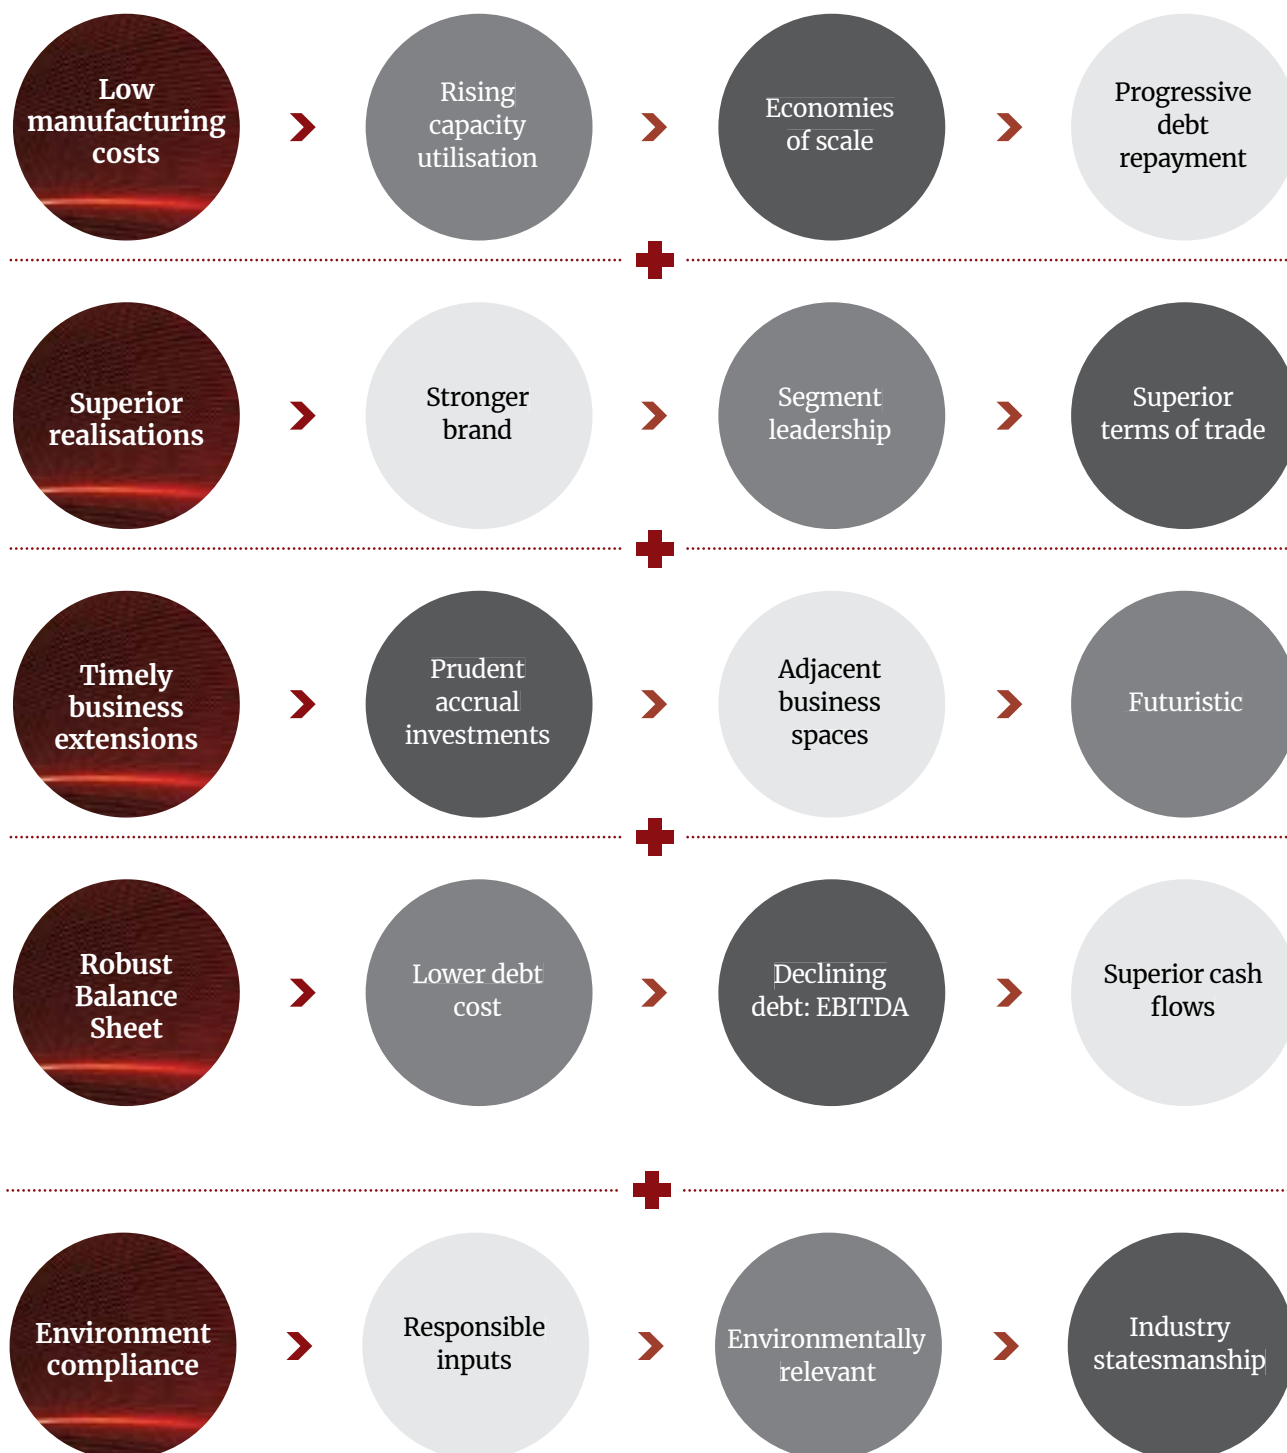 Low
manufacturing
costs
Rising
capacity
utilisation
Economies
of scale
Progressive
debt
repayment
Superior
realisations
Stronger
brand
Segment
leadership
Superior
terms of trade
Timely
business
extensions
Prudent
accrual
investments
Adjacent
business
spaces
Futuristic
Robust
Balance
Sheet
Lower debt
cost
Declining
debt: EBITDA
Superior cash
flows
Environment
compliance
Responsible
inputs
Environmentally
relevant
Industry
statesmanship